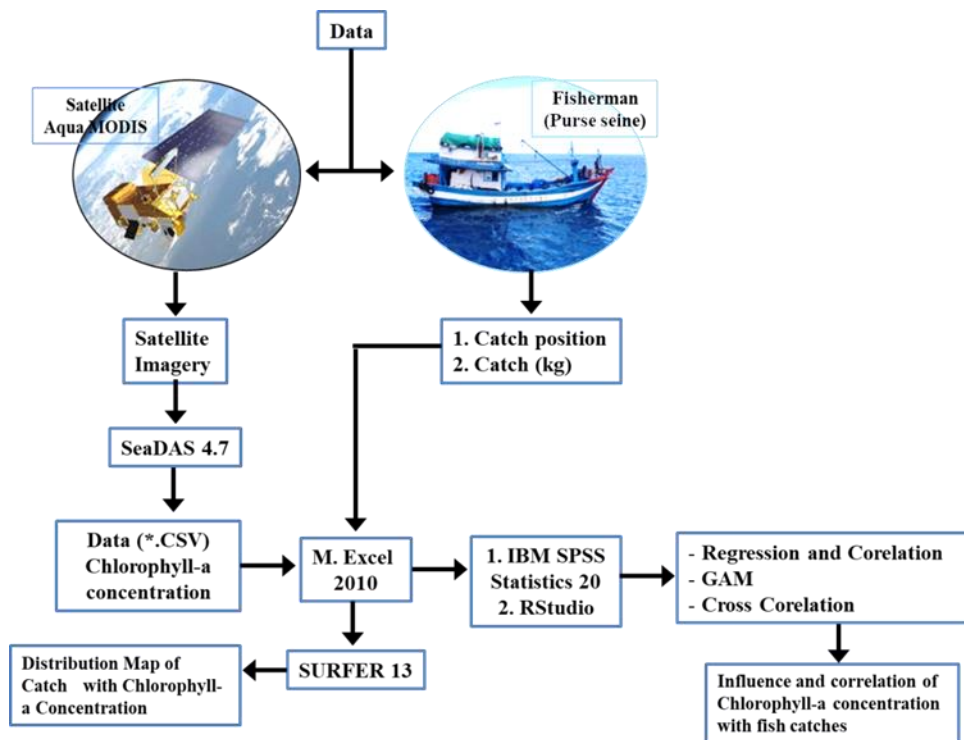 Data
Satellite
Aqua MODIS
Fisherman
(Purse seine)
Satellite
Imagery
1. Catch position
2. Catch (kg)
SeaDAS 4.7
Data (*.CSV)
Chlorophyll-a
concentration
M. Excel
2010
1. IBM SPSS
Statistics 20
2. RStudio
- Regression and Corelation
- GAM
- Cross Corelation
Distribution Map of
Catch with Chlorophyll-
a Concentration
SURFER 13
Influence and correlation of
Chlorophyll-a concentration
with fish catches